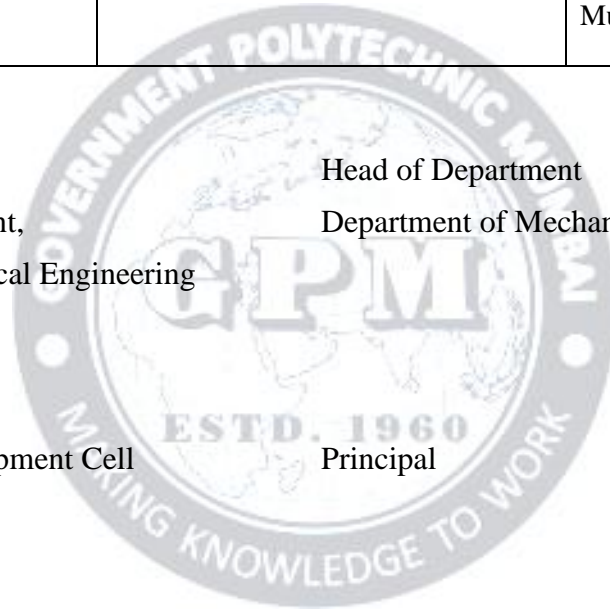 Mu
Head of Department
nt,
Department of Mechan
cal Engineering
pment Cell
Principal
GOVERNMENT POLYTECHNIC MUMBAI
GPM
ESTD. 1960
MAKING KNOWLEDGE TO WORK